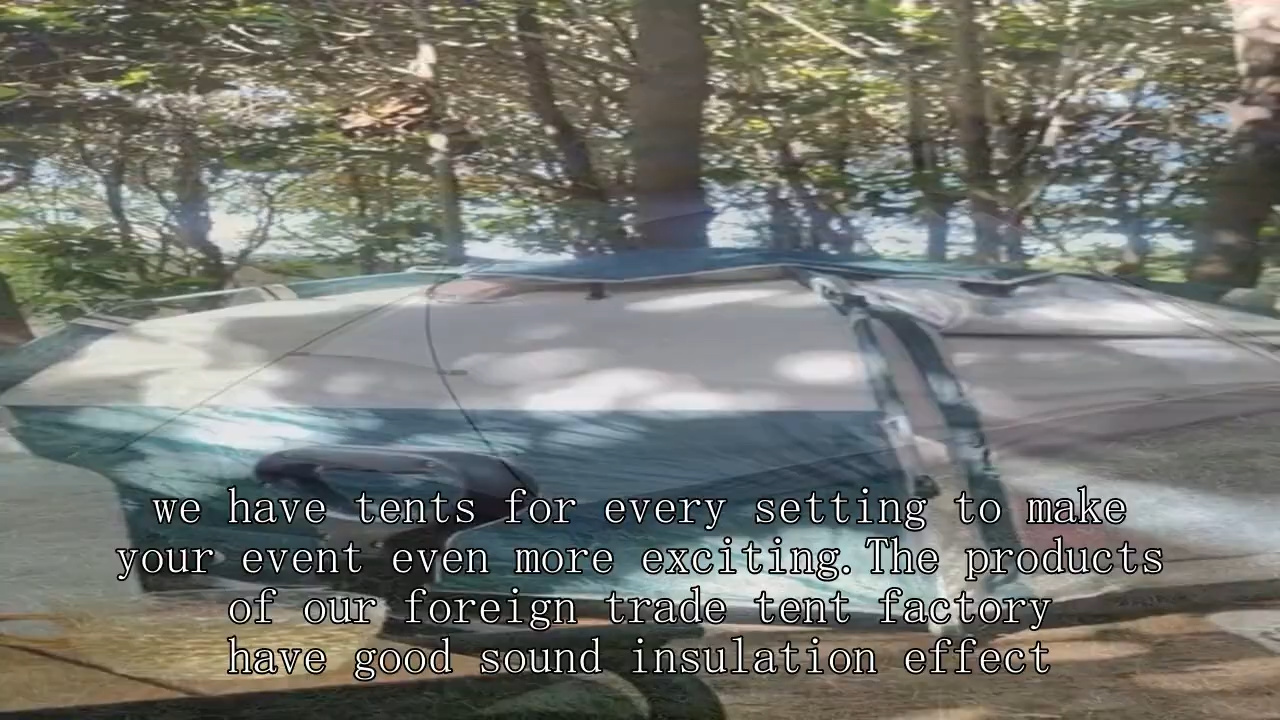 we have tents for every setting to make
your event even more exciting.The products
of our foreign trade tent factory
have good sound insulation effect